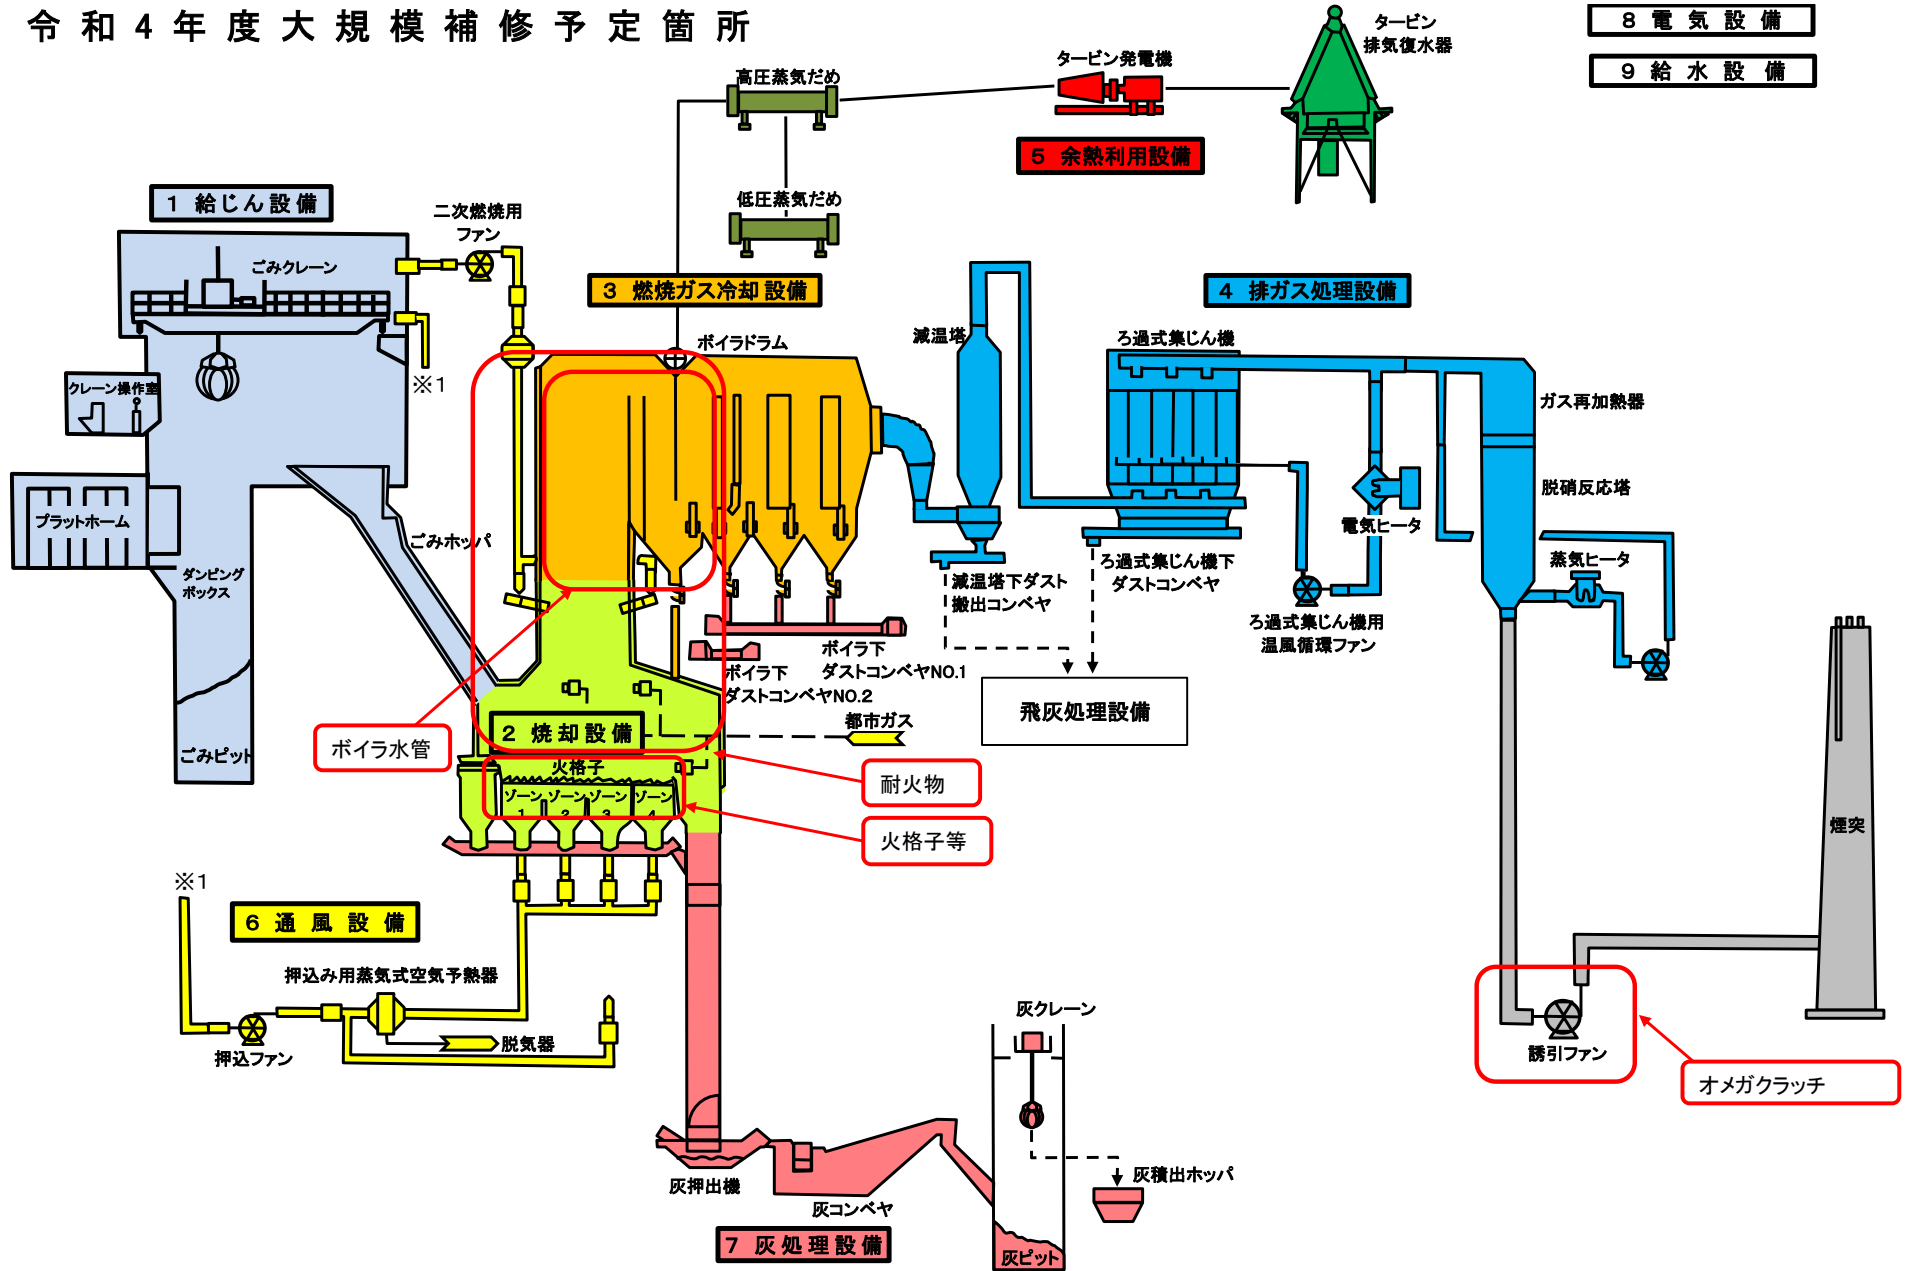 令和４年度大規模補修予定箇所
８ 電気設備
９ 給水設備
タービン
排気復水器
タービン発電機
高圧蒸気だめ
５ 余熱利用設備
低圧蒸気だめ
１ 給じん設備
二次燃焼用
ファン
ごみクレーン
３ 燃焼ガス冷却設備
４ 排ガス処理設備
ボイラドラム
減温塔
ろ過式集じん機
※1
クレーン操作室
ガス再加熱器
脱硝反応塔
プラットホーム
ごみホッパ
電気ヒータ
ダンピング
ボックス
減温塔下ダスト
搬出コンベヤ
ろ過式集じん機下
ダストコンベヤ
蒸気ヒータ
ろ過式集じん機用
温風循環ファン
ボイラ下
ダストコンベヤNO.1
ボイラ下
ダストコンベヤNO.2
飛灰処理設備
都市ガス
２ 焼却設備
ボイラ水管
ごみピット
火格子
耐火物
ゾーン
1
ゾーン
2
ゾーン
3
ゾーン
4
火格子等
煙突
※1
６ 通風設備
押込み用蒸気式空気予熱器
脱気器
押込ファン
灰クレーン
誘引ファン
オメガクラッチ
灰押出機
灰コンベヤ
灰積出ホッパ
７ 灰処理設備
灰ピット